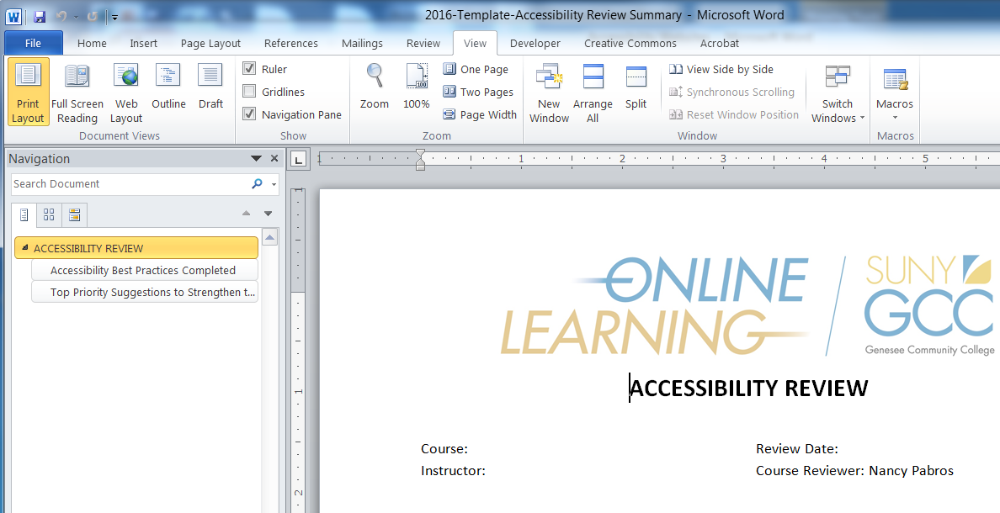 2016-Template-Accessibility Review Summary - Microsoft Word
File Home Insert Page Layout References Mailings Review View Developer Creative Commons Acrobat
Print Layout
Full Screen Reading
Web Layout
Outline
Draft
Document Views
Ruler
Gridlines
Navigation Pane
Show
Zoom
100%
One Page
Two Pages
Page Width
Zoom
New Window
Arrange All
Split
View Side by Side
Synchronous Scrolling
Reset Window Position
Window
Switch Windows
Macros
Macros
Navigation
Search Document
ACCESSIBILITY REVIEW
Accessibility Best Practices Completed
Top Priority Suggestions to Strengthen t...
L
1 1 2 3 4 5
1
1
2
ONLINE
LEARNING
SUNY
GCC
Genesee Community College
ACCESSIBILITY REVIEW
Course: Review Date:
Instructor: Course Reviewer: Nancy Pabros